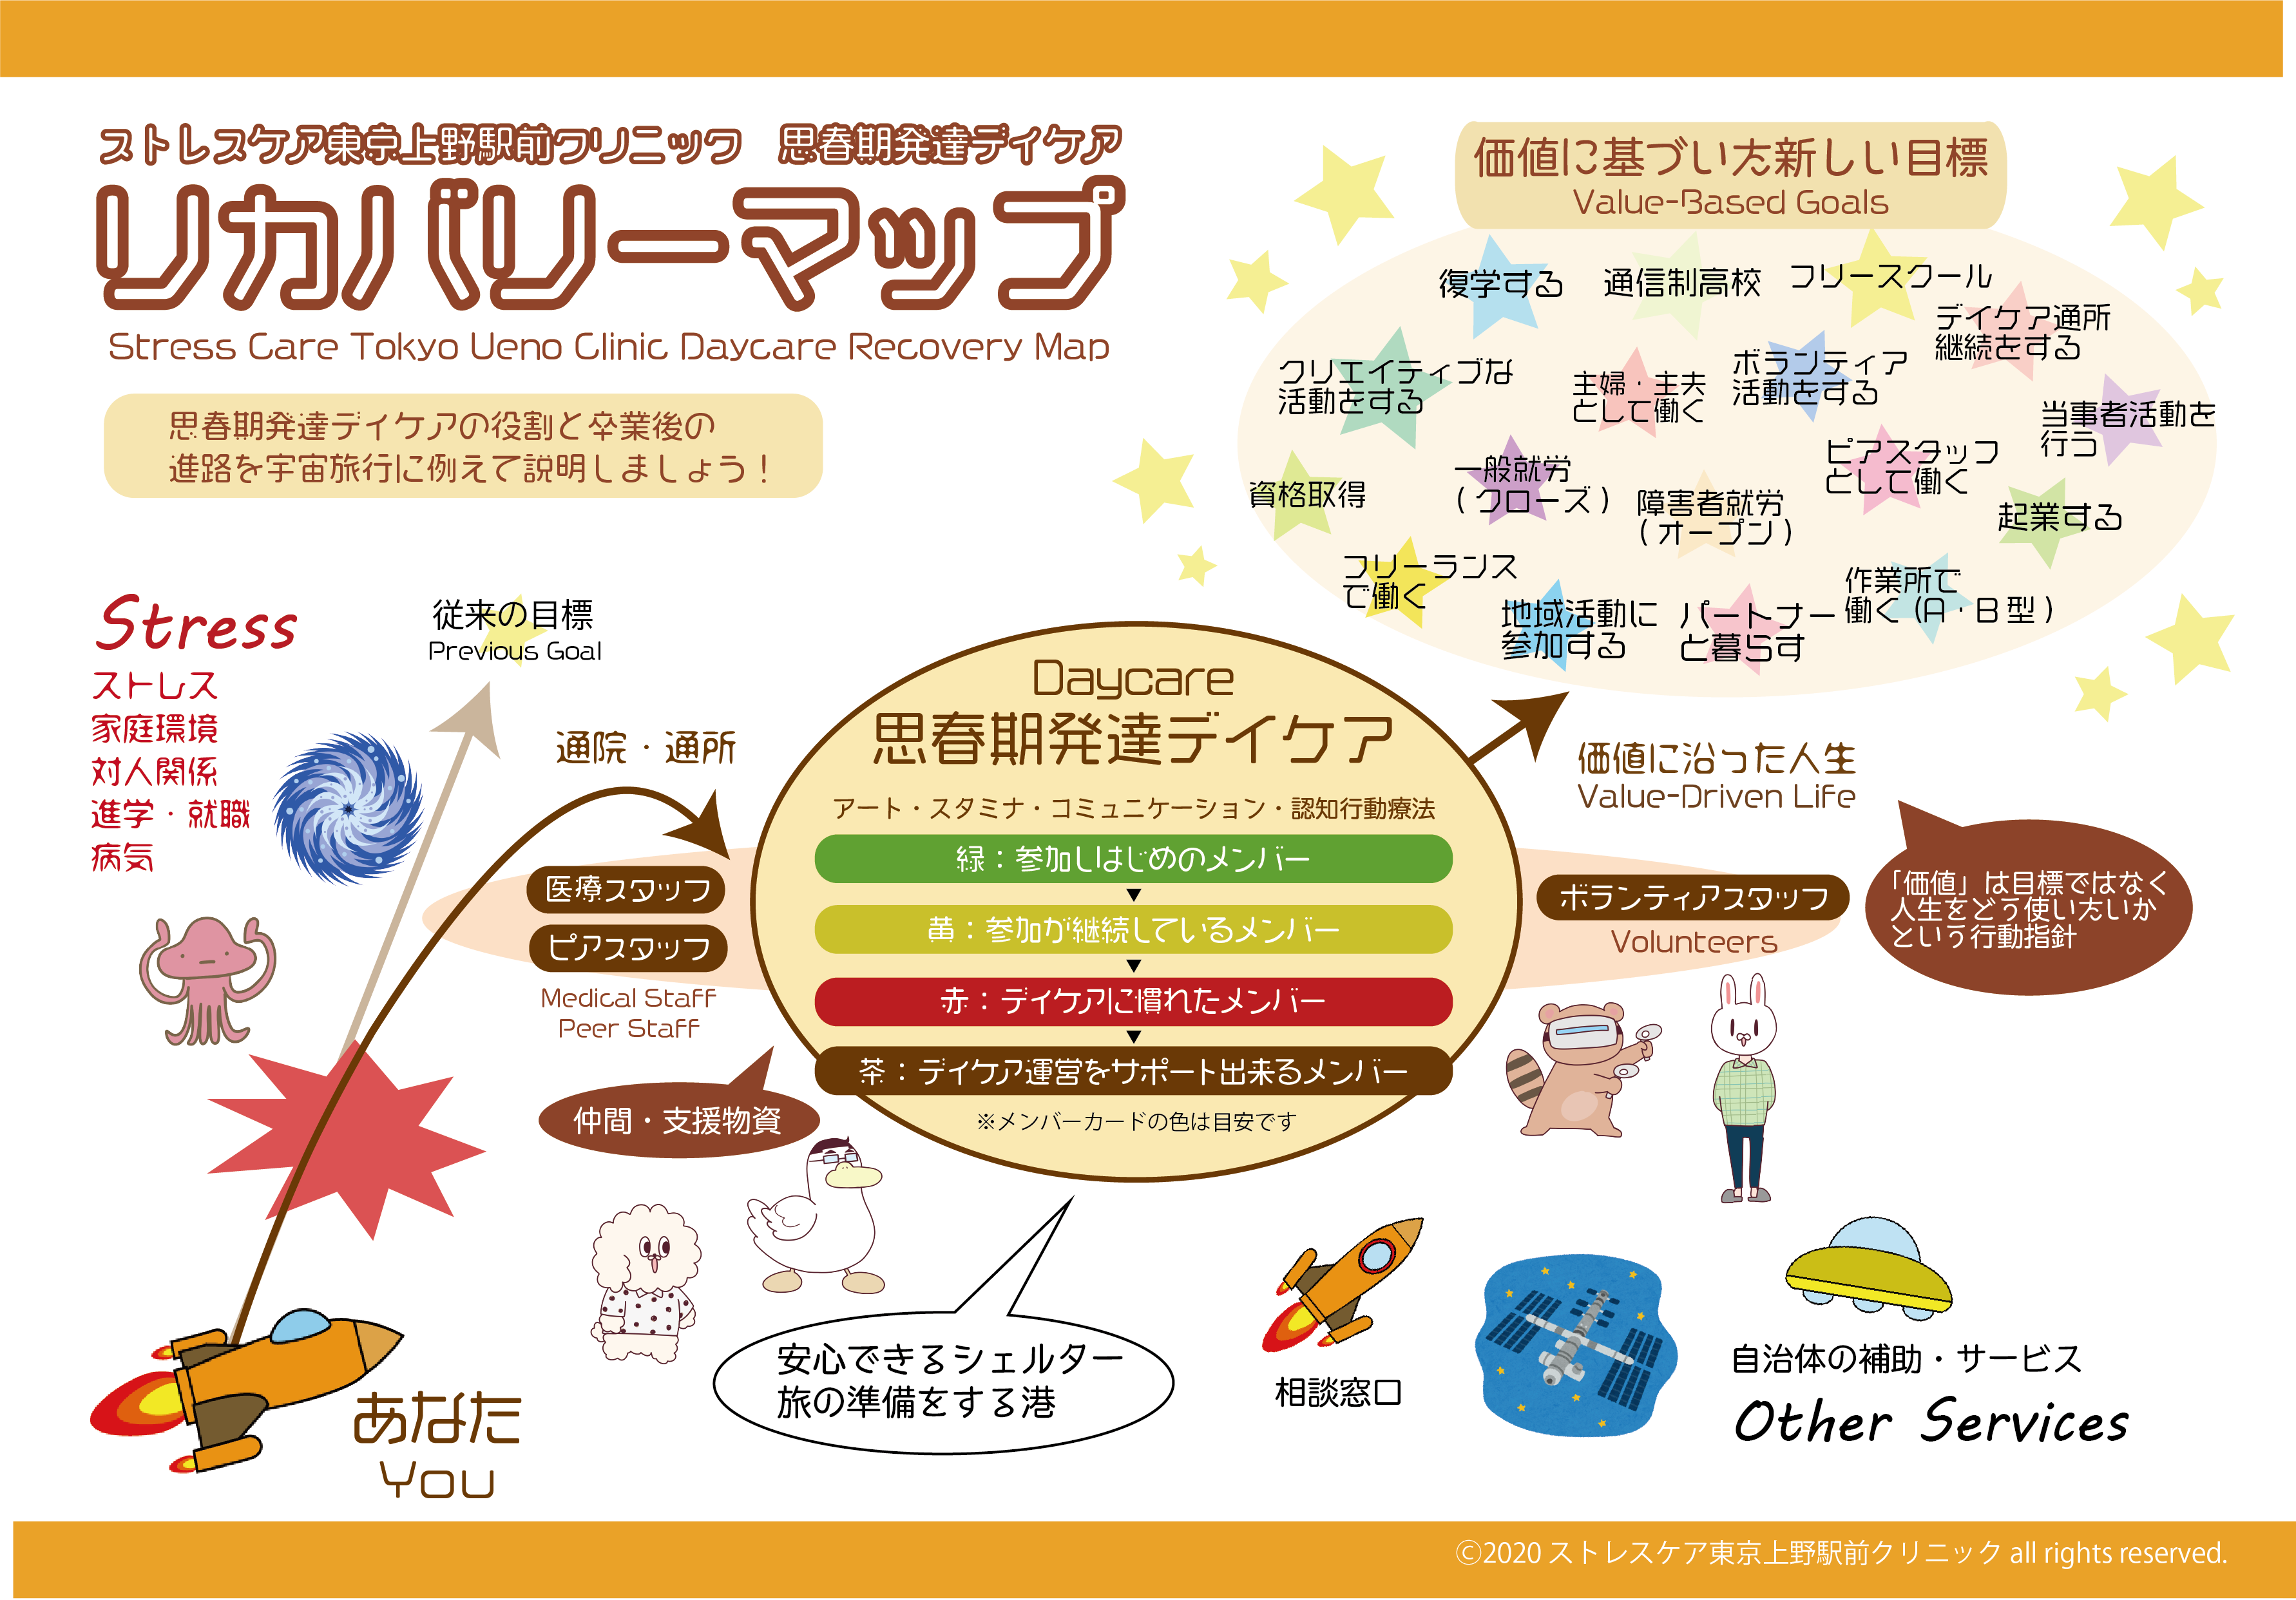 ストレスケア東京上野駅前クリニック　思春期発達デイケア
リカバリーマップ
Stress Care Tokyo Ueno Clinic Daycare Recovery Map
思春期発達デイケアの役割と卒業後の
進路を宇宙旅行に例えて説明しましょう！
価値に基づいた新しい目標
Value-Based Goals
復学する
通信制高校
フリースクール
デイケア通所
継続をする
クリエイティブな
活動をする
主婦・主夫
として働く
ボランティア
活動をする
当事者活動を
行う
資格取得
一般就労
（クローズ）
障害者就労
（オープン）
ピアスタッフ
として働く
起業する
フリーランス
で働く
地域活動に
参加する
パートナー
と暮らす
作業所で
働く（A・B型）
Stress
ストレス
家庭環境
対人関係
進学・就職
病気
従来の目標
Previous Goal
通院・通所
医療スタッフ
ピアスタッフ
Medical Staff
Peer Staff
仲間・支援物資
Daycare
思春期発達デイケア
アート・スタミナ・コミュニケーション・認知行動療法
緑：参加しはじめのメンバー
▼
黄：参加が継続しているメンバー
▼
赤：デイケアに慣れたメンバー
▼
茶：デイケア運営をサポート出来るメンバー
※メンバーカードの色は目安です
価値に沿った人生
Value-Driven Life
「価値」は目標ではなく
人生をどう使いたいか
という行動指針
ボランティアスタッフ
Volunteers
あなた
You
安心できるシェルター
旅の準備をする港
相談窓口
自治体の補助・サービス
Other Services
©2020 ストレスケア東京上野駅前クリニック all rights reserved.